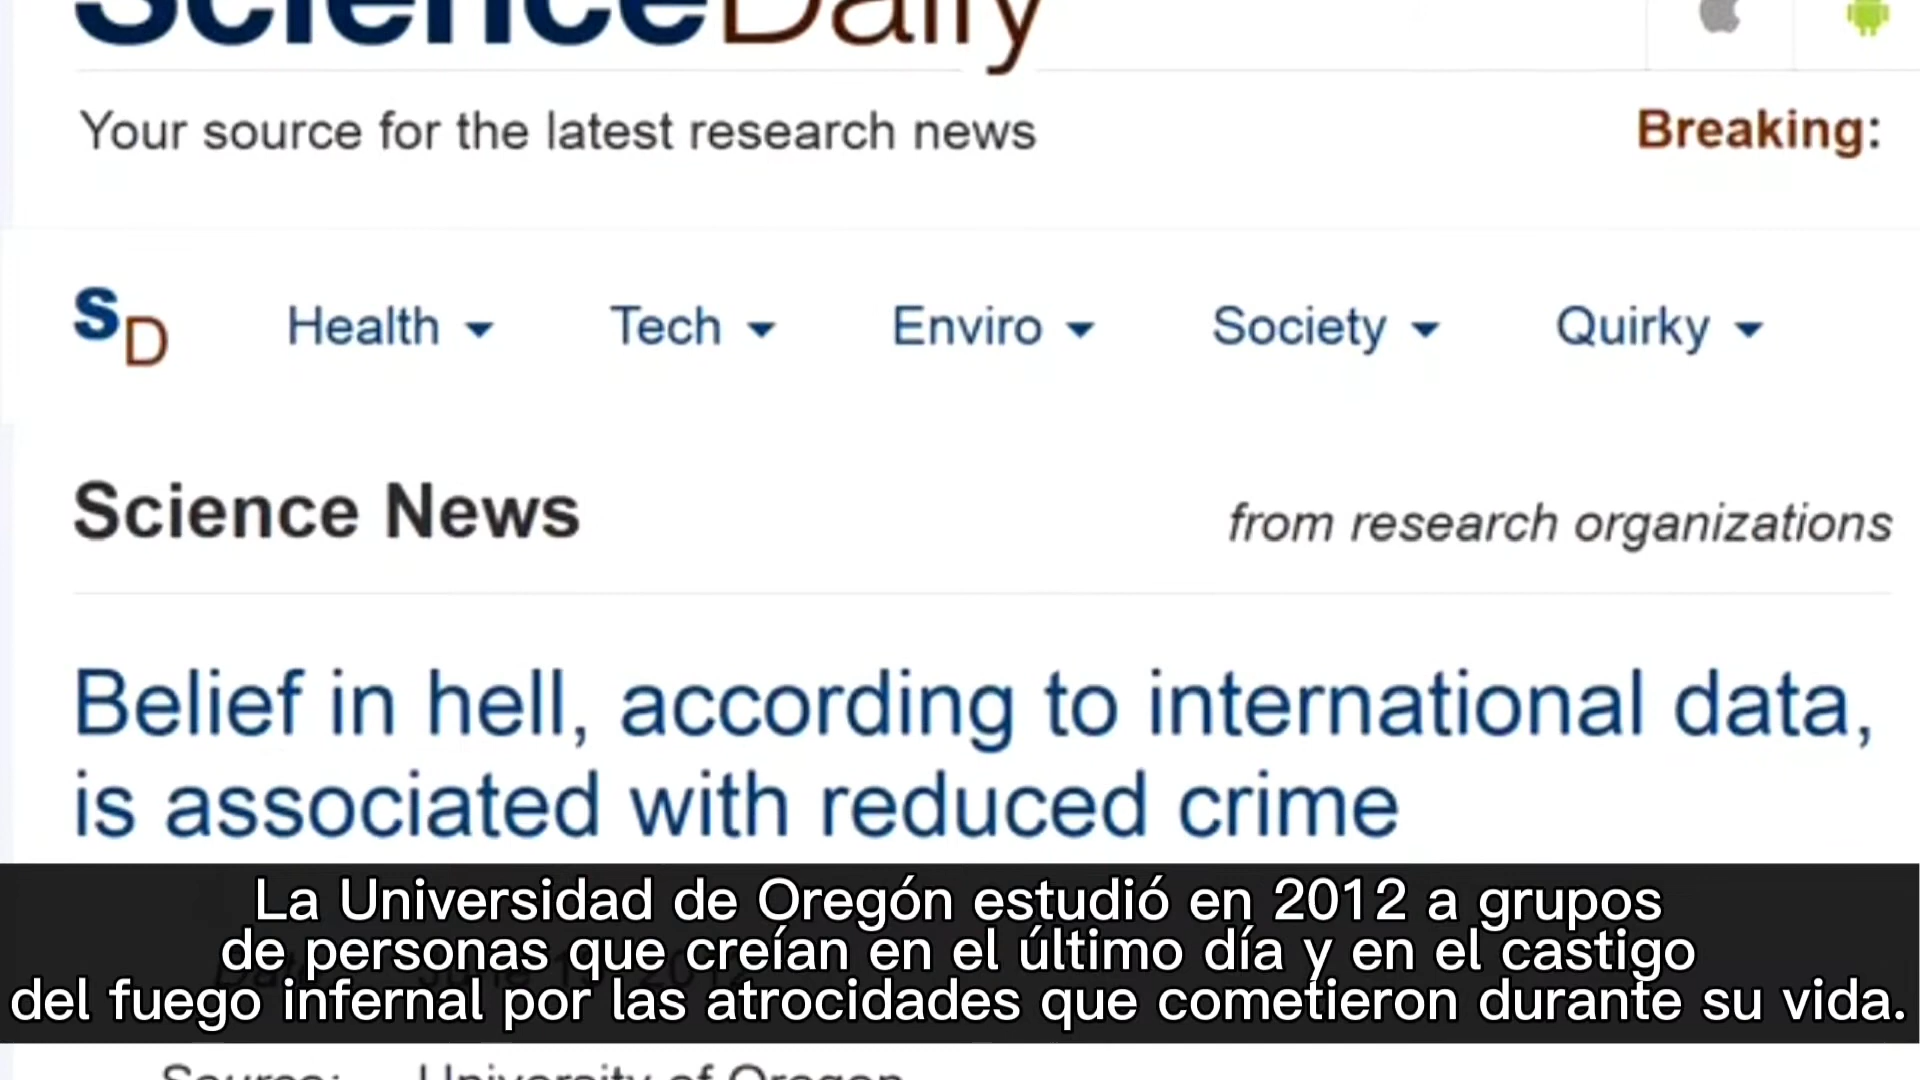 ScienceDaily
Your source for the latest research news
Breaking:
SD
Health
Tech
Enviro
Society
Quirky
Science News
from research organizations
Belief in hell, according to international data,
is associated with reduced crime
La Universidad de Oregón estudió en 2012 a grupos
de personas que creían en el último día y en el castigo
del fuego infernal por las atrocidades que cometieron durante su vida.
Source: University of Oregon